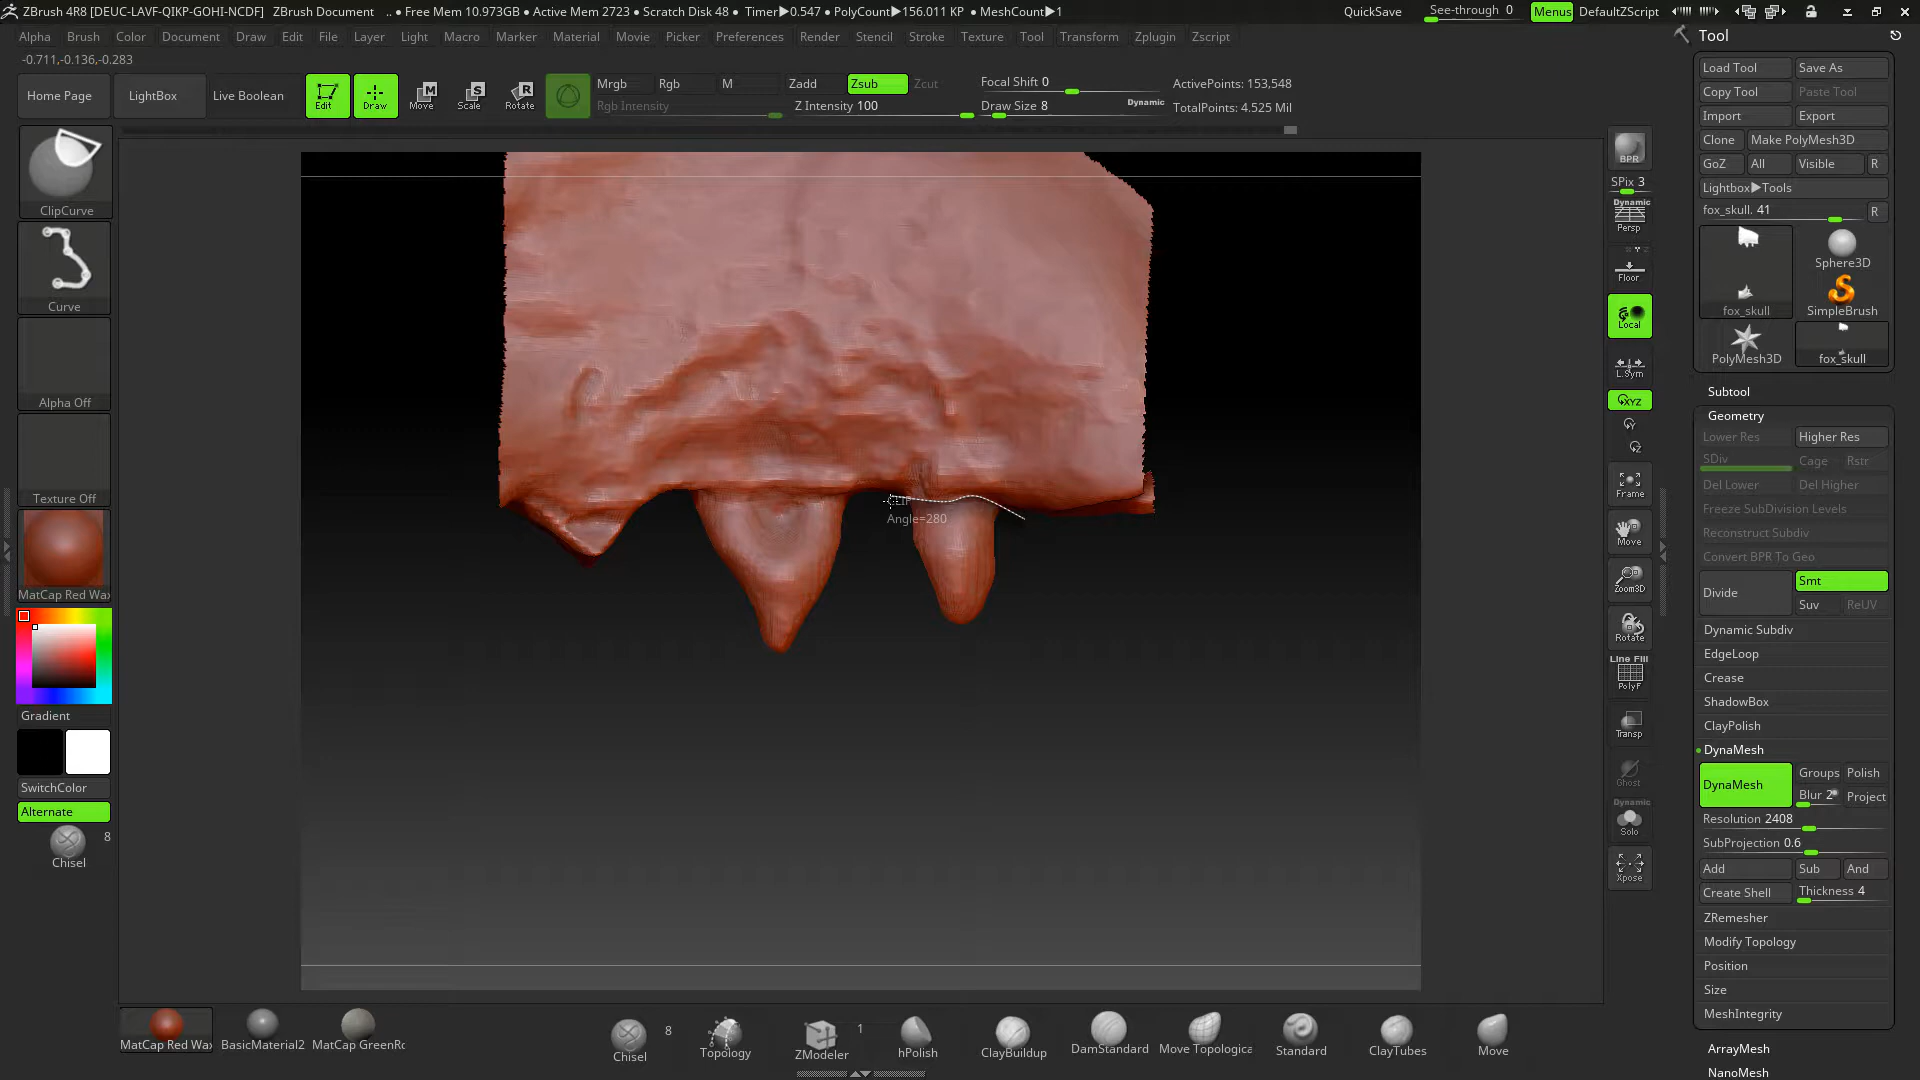 ZBrush 4R8 [DEUC-LAVF-QIKP-GOHI-NCDF] ZBrush Document .. • Free Mem 10.973GB • Active Mem 2723 • Scratch Disk 48 • Timer▶0.547 • PolyCount▶156.011 KP • MeshCount▶1
QuickSave See-through 0 Menus DefaultZScript
Alpha Brush Color Document Draw Edit File Layer Light Macro Marker Material Movie Picker Preferences Render Stencil Stroke Texture Tool Transform Zplugin Zscript
Tool
-0.711,-0.136,-0.283
Home Page LightBox Live Boolean Edit Draw Move Scale Rotate
Mrgb Rgb M Zadd Zsub Zcut
Rgb Intensity Z Intensity 100
Focal Shift 0
Draw Size 8 Dynamic
ActivePoints: 153,548
TotalPoints: 4.525 Mil
Load Tool Save As
Copy Tool Paste Tool
Import Export
Clone Make PolyMesh3D
GoZ All Visible R
Lightbox▶Tools
fox_skull. 41 R
fox_skull Sphere3D
SimpleBrush
PolyMesh3D fox_skull
Subtool
Geometry
Lower Res Higher Res
SDiv Cage Rstr
Del Lower Del Higher
Freeze SubDivision Levels
Reconstruct Subdiv
Convert BPR To Geo
Divide Smt
Suv ReUV
Dynamic Subdiv
EdgeLoop
Crease
ShadowBox
ClayPolish
DynaMesh
DynaMesh Groups Polish
Blur 2 Project
Resolution 2408
SubProjection 0.6
Add Sub And
Create Shell Thickness 4
ZRemesher
Modify Topology
Position
Size
MeshIntegrity
ArrayMesh
NanoMesh
BPR
SPix 3
Dynamic
Persp
Floor
Local
L.Sym
XYZ
Y
Z
Frame
Move
Zoom3D
Rotate
Line Fill
PolyF
Transp
Ghost
Dynamic
Solo
Xpose
ClipCurve
Curve
Alpha Off
Texture Off
MatCap Red Wax
Gradient
SwitchColor
Alternate
8
Chisel
CLIP
Angle=280
MatCap Red Wax BasicMaterial2 MatCap GreenRo
8
Chisel
Topology
1
ZModeler
hPolish
ClayBuildup
DamStandard
Move Topologica
Standard
ClayTubes
Move